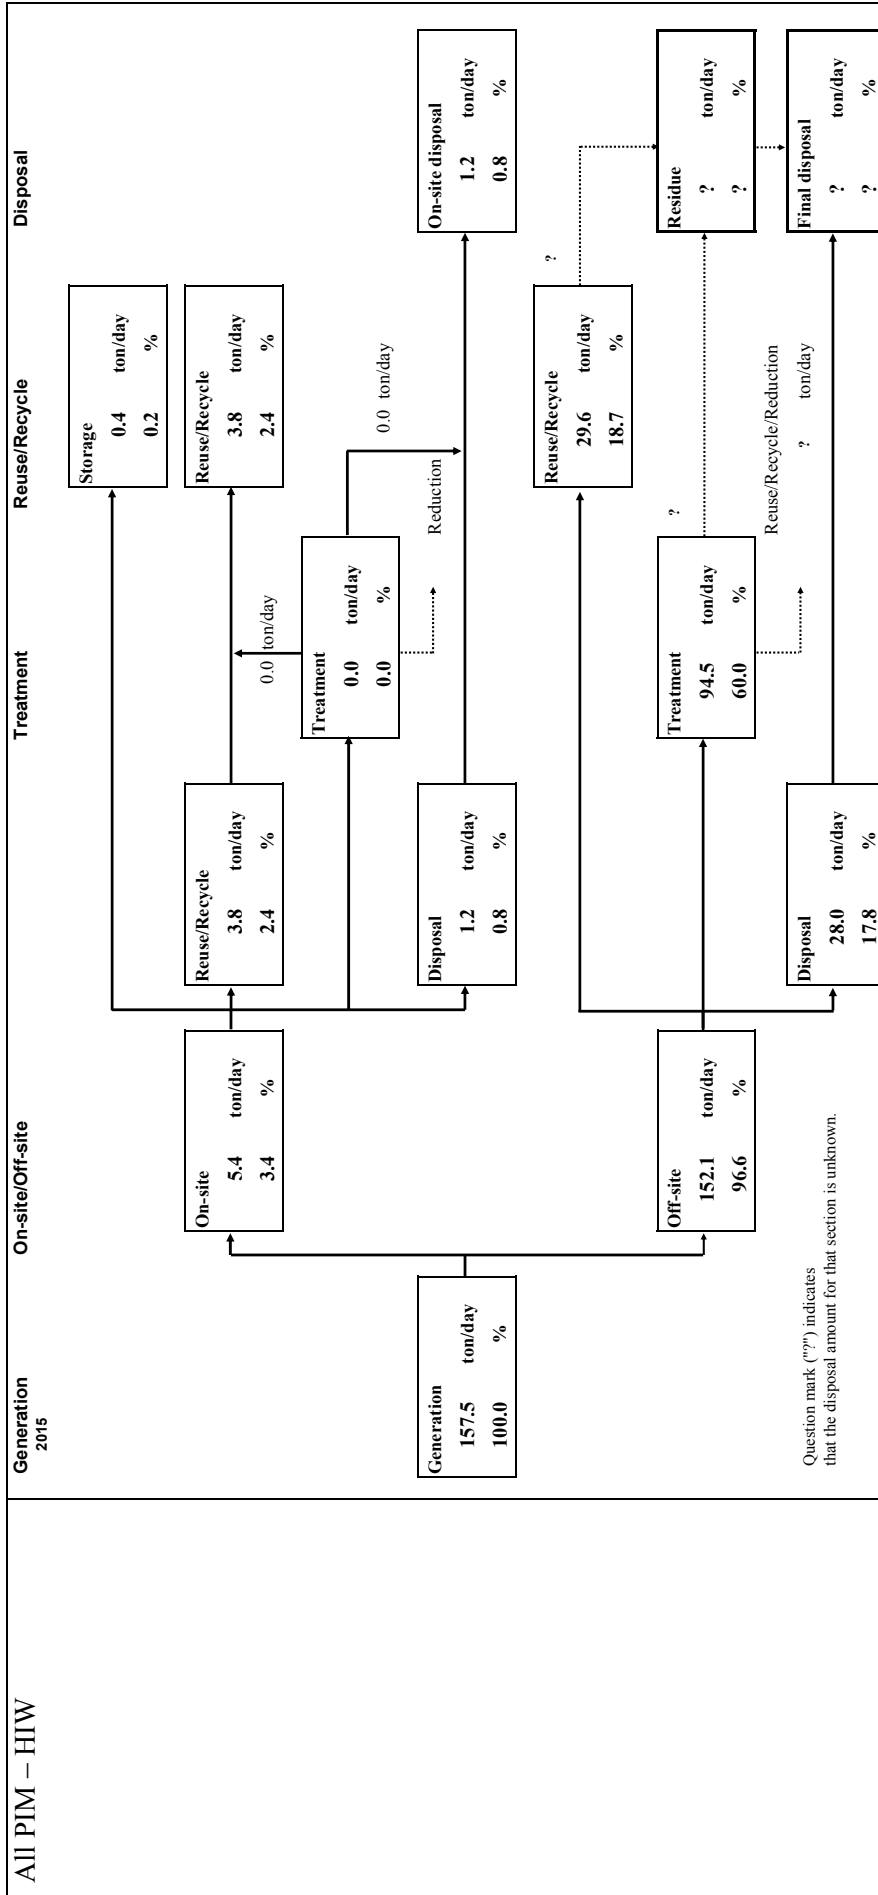 All PIM – HIW
Generation On-site/Off-site Treatment Reuse/Recycle Disposal
2015
Storage
0.4 ton/day
0.2 %
On-site
5.4 ton/day
3.4 %
Reuse/Recycle
3.8 ton/day
2.4 %
Reuse/Recycle
3.8 ton/day
2.4 %
0.0 ton/day
Treatment
0.0 ton/day
0.0 %
0.0 ton/day
Reduction
Generation
157.5 ton/day
100.0 %
Disposal
1.2 ton/day
0.8 %
On-site disposal
1.2 ton/day
0.8 %
Reuse/Recycle
29.6 ton/day
18.7 %
?
Off-site
152.1 ton/day
96.6 %
Treatment
94.5 ton/day
60.0 %
?
Residue
? ton/day
? %
Reuse/Recycle/Reduction
? ton/day
Disposal
28.0 ton/day
17.8 %
Final disposal
? ton/day
? %
Question mark ("?") indicates
that the disposal amount for that section is unknown.